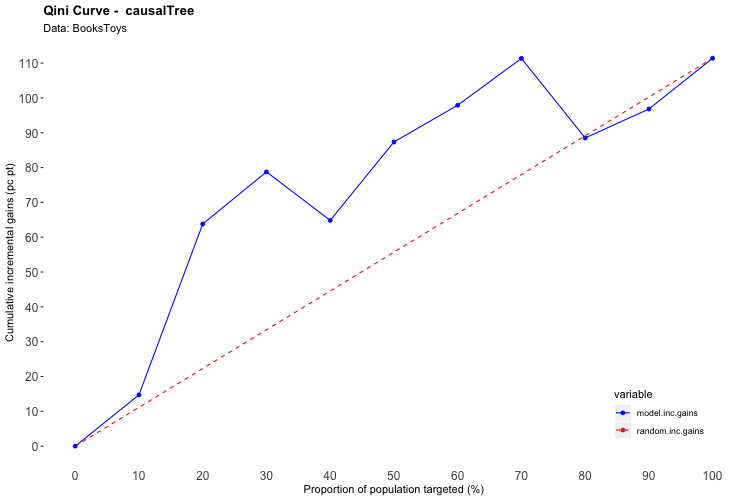 Qini Curve - causalTree
Data: BooksToys
Cumulative incremental gains (pc pt)
110
100
90
80
70
60
50
40
30
20
10
0
variable
model.inc.gains
random.inc.gains
0 10 20 30 40 50 60 70 80 90 100
Proportion of population targeted (%)